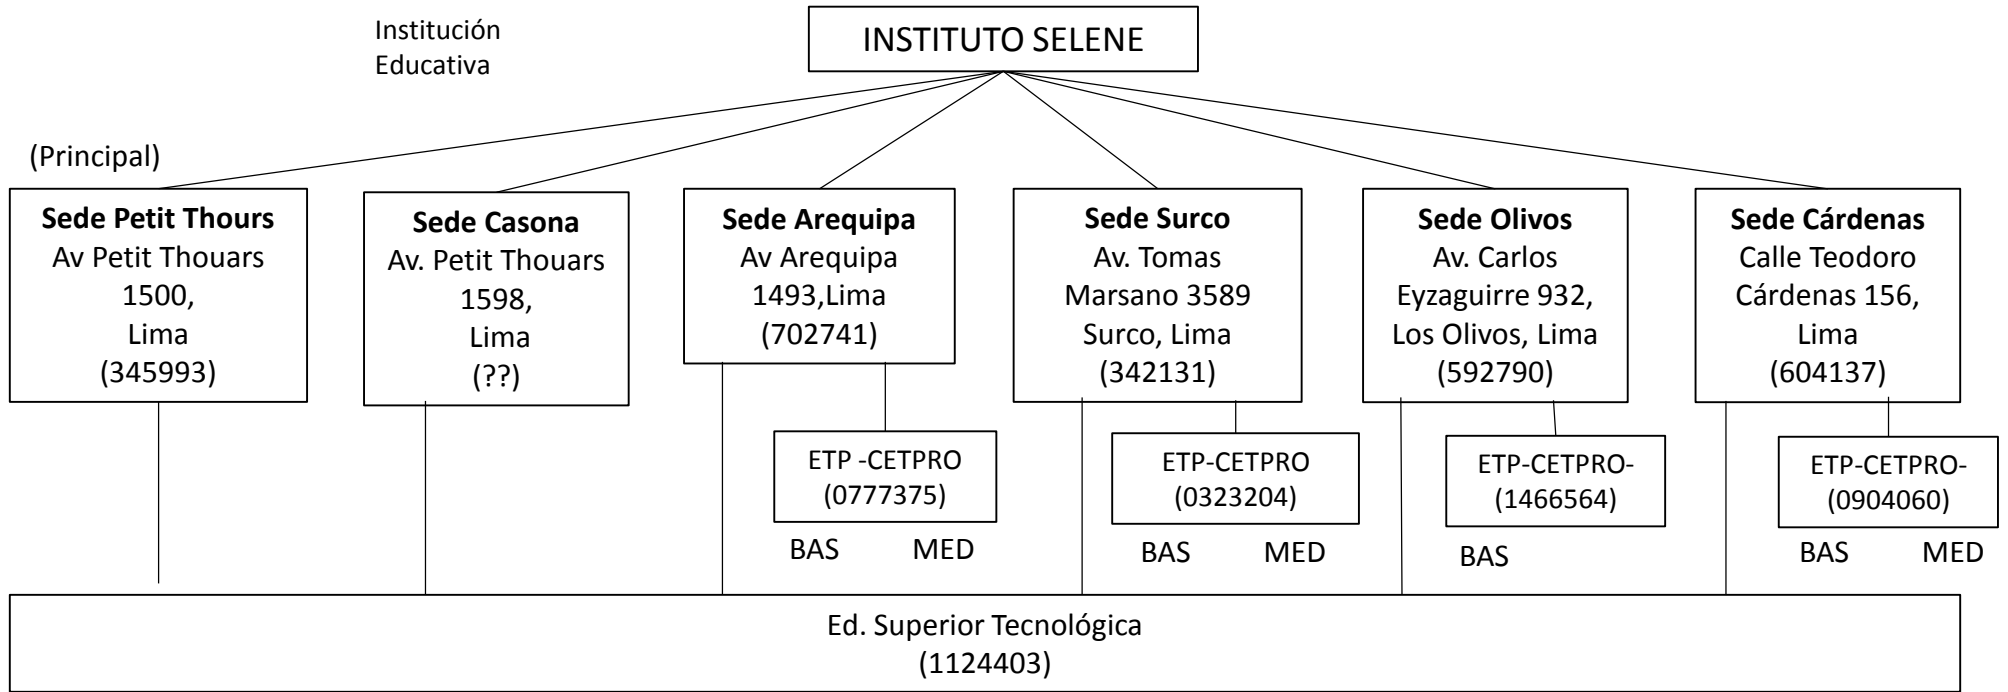 Institución
Educativa
INSTITUTO SELENE
(Principal)
Sede Petit Thours
Av Petit Thouars
1500,
Lima
(345993)
Sede Casona
Av. Petit Thouars
1598,
Lima
(??)
Sede Arequipa
Av Arequipa
1493,Lima
(702741)
Sede Surco
Av. Tomas
Marsano 3589
Surco, Lima
(342131)
Sede Olivos
Av. Carlos
Eyzaguirre 932,
Los Olivos, Lima
(592790)
Sede Cárdenas
Calle Teodoro
Cárdenas 156,
Lima
(604137)
ETP -CETPRO
(0777375)
BAS MED
ETP-CETPRO
(0323204)
BAS MED
ETP-CETPRO-
(1466564)
BAS
ETP-CETPRO-
(0904060)
BAS MED
Ed. Superior Tecnológica
(1124403)